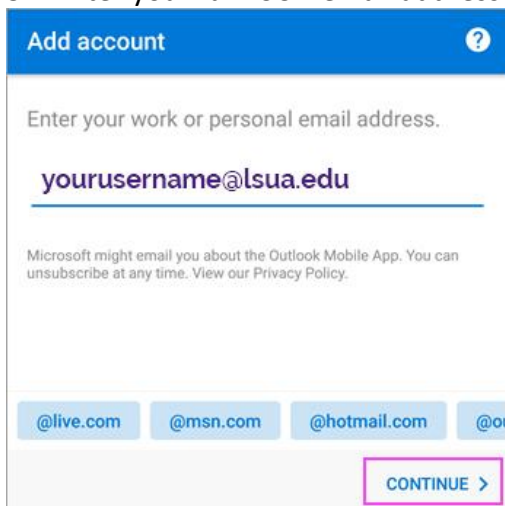 Add account ?
Enter your work or personal email address.
yourusername@lsua.edu
Microsoft might email you about the Outlook Mobile App. You can
unsubscribe at any time. View our Privacy Policy.
@live.com @msn.com @hotmail.com
CONTINUE >